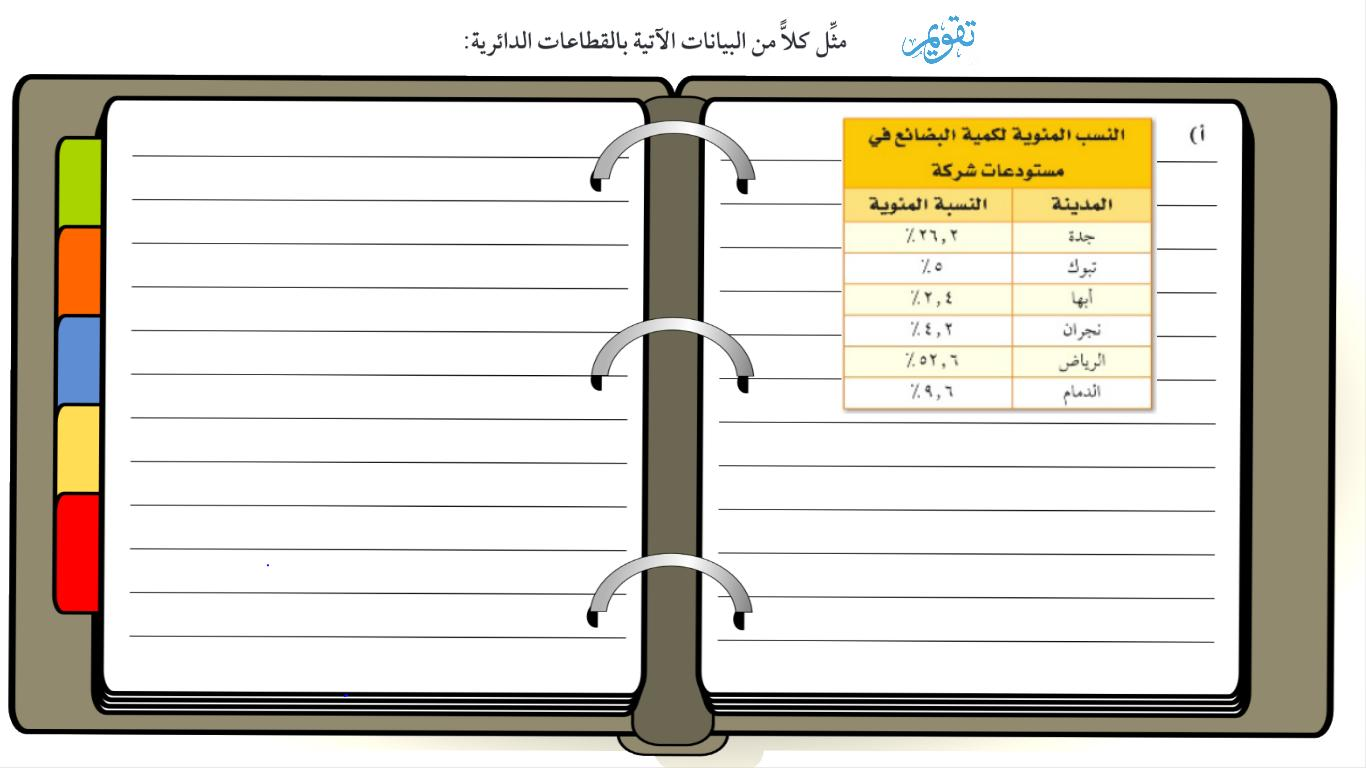 تقويم
مثِّل كلاًّ من البيانات الآتية بالقطاعات الدائرية:
أ)
النسب المئوية لكمية البضائع في
مستودعات شركة
المدينة النسبة المئوية
جدة ٢٦,٢٪
تبوك ٥٪
أبها ٢,٤٪
نجران ٤,٢٪
الرياض ٥٢,٦٪
الدمام ٩,٦٪